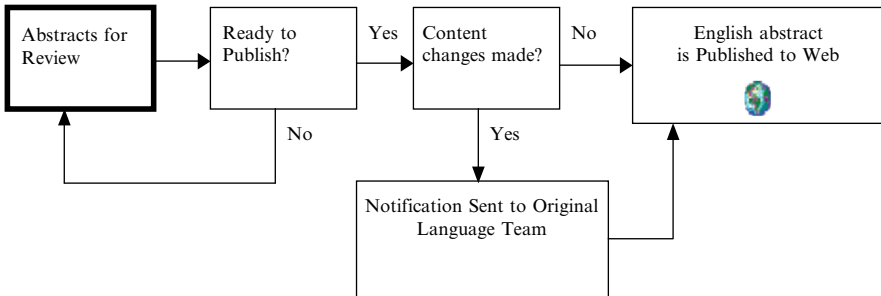 Abstracts for
Review
Ready to
Publish?
Yes
Content
changes made?
No
English abstract
is Published to Web
No
Yes
Notification Sent to Original
Language Team